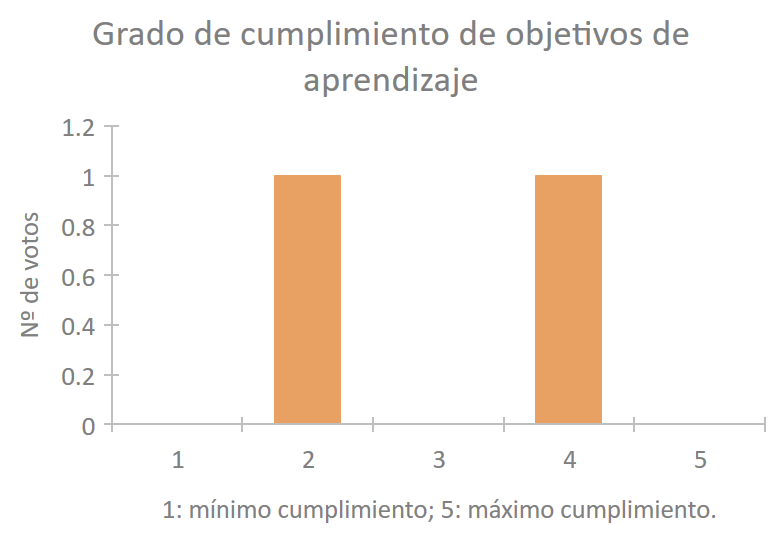 Grado de cumplimiento de objetivos de
aprendizaje
1.2
1
0.8
0.6
0.4
0.2
0
Nº de votos
1 2 3 4 5
1: mínimo cumplimiento; 5: máximo cumplimiento.